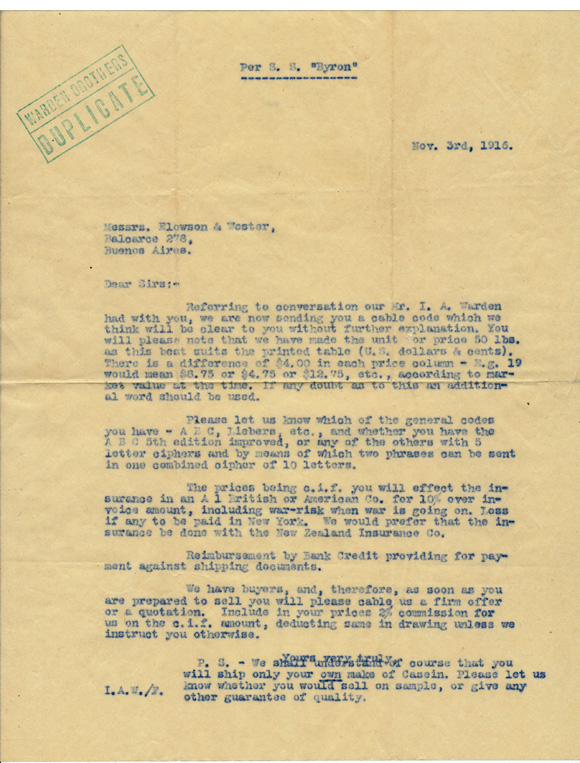 Per S. S. "Byron"
WARDEN BROTHERS
DUPLICATE
Nov. 3rd, 1916.
Messrs. Elowson & Wester,
Balcarce 278,
Buenos Aires.
Dear Sirs:-
Referring to conversation our Mr. I. A. Warden
had with you, we are now sending you a cable code which we
think will be clear to you without further explanation. You
will please note that we have made the unit or price 50 lbs.
as this best suits the printed table (U.S. dollars & cents).
There is a difference of $4.00 in each price column - E.g. 19
would mean $8.75 or $4.75 or $12.75, etc., according to mar-
ket value at the time. If any doubt as to this an addition-
al word should be used.
Please let us know which of the general codes
you have - A B C, Liebers, etc., and whether you have the
A B C 5th edition improved, or any of the others with 5
letter ciphers and by means of which two phrases can be sent
in one combined cipher of 10 letters.
The prices being c.i.f. you will effect the in-
surance in an A 1 British or American Co. for 10% over in-
voice amount, including war-risk when war is going on. Loss
if any to be paid in New York. We would prefer that the in-
surance be done with the New Zealand Insurance Co.
Reimbursement by Bank Credit providing for pay-
ment against shipping documents.
We have buyers, and, therefore, as soon as you
are prepared to sell you will please cable us a firm offer
or a quotation. Include in your prices 2% commission for
us on the c.i.f. amount, deducting same in drawing unless we
instruct you otherwise.
Yours very truly,
P. S. - We shall understand of course that you
will ship only your own make of Casein. Please let us
know whether you would sell on sample, or give any
other guarantee of quality.
I.A.W./